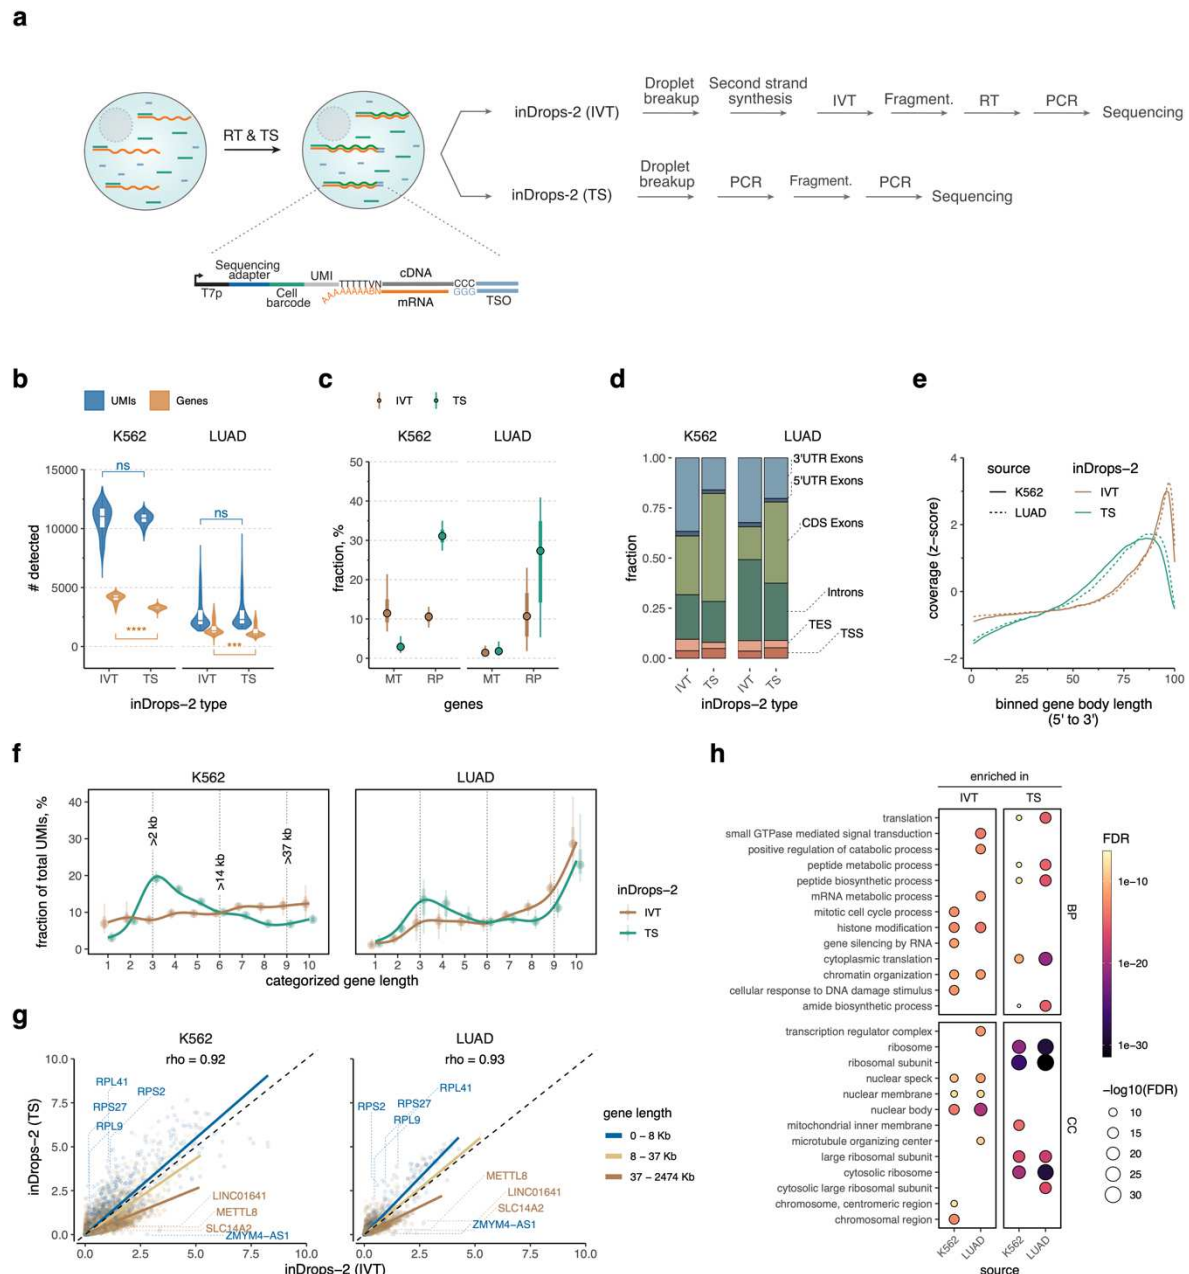 a
RT & TS
inDrops-2 (IVT)
Droplet
breakup
Second strand
synthesis
IVT
Fragment.
RT
PCR
Sequencing
inDrops-2 (TS)
Droplet
breakup
PCR
Fragment.
PCR
Sequencing
Sequencing
adapter
UMI
TTTTTVN
cDNA
CCC
T7p
Cell
barcode
AAAAAAAABN
mRNA
GGG
TSO
b
UMIs
Genes
K562
LUAD
15000
10000
5000
0
# detected
ns
ns
****
***
IVT
TS
IVT
TS
inDrops-2 type
c
IVT
TS
K562
LUAD
50
40
30
20
10
0
fraction, %
MT
RP
MT
RP
genes
d
K562
LUAD
1.00
0.75
0.50
0.25
0.00
fraction
3'UTR Exons
5'UTR Exons
CDS Exons
Introns
TES
TSS
IVT
TS
IVT
TS
inDrops-2 type
e
source
K562
LUAD
inDrops-2
IVT
TS
4
2
0
−2
coverage (z−score)
0
25
50
75
100
binned gene body length
(5' to 3')
f
K562
LUAD
40
30
20
10
0
fraction of total UMIs, %
>2 kb
>14 kb
>37 kb
1 2 3 4 5 6 7 8 9 10
1 2 3 4 5 6 7 8 9 10
categorized gene length
inDrops-2
IVT
TS
g
K562
rho = 0.92
LUAD
rho = 0.93
10.0
7.5
5.0
2.5
0.0
inDrops-2 (TS)
RPL41
RPS2
RPS27
RPL9
LINC01641
METTL8
SLC14A2
ZMYM4−AS1
RPL41
RPS2
RPS27
RPL9
METTL8
LINC01641
SLC14A2
ZMYM4−AS1
0.0 2.5 5.0 7.5 10.0
0.0 2.5 5.0 7.5 10.0
inDrops-2 (IVT)
gene length
0 − 8 Kb
8 − 37 Kb
37 − 2474 Kb
h
enriched in
IVT
TS
translation
small GTPase mediated signal transduction
positive regulation of catabolic process
peptide metabolic process
peptide biosynthetic process
mRNA metabolic process
mitotic cell cycle process
histone modification
gene silencing by RNA
cytoplasmic translation
chromatin organization
cellular response to DNA damage stimulus
amide biosynthetic process
BP
transcription regulator complex
ribosome
ribosomal subunit
nuclear speck
nuclear membrane
nuclear body
mitochondrial inner membrane
microtubule organizing center
large ribosomal subunit
cytosolic ribosome
cytosolic large ribosomal subunit
chromosome, centromeric region
chromosomal region
CC
K562
LUAD
K562
LUAD
source
FDR
1e−10
1e−20
1e−30
−log10(FDR)
10
15
20
25
30